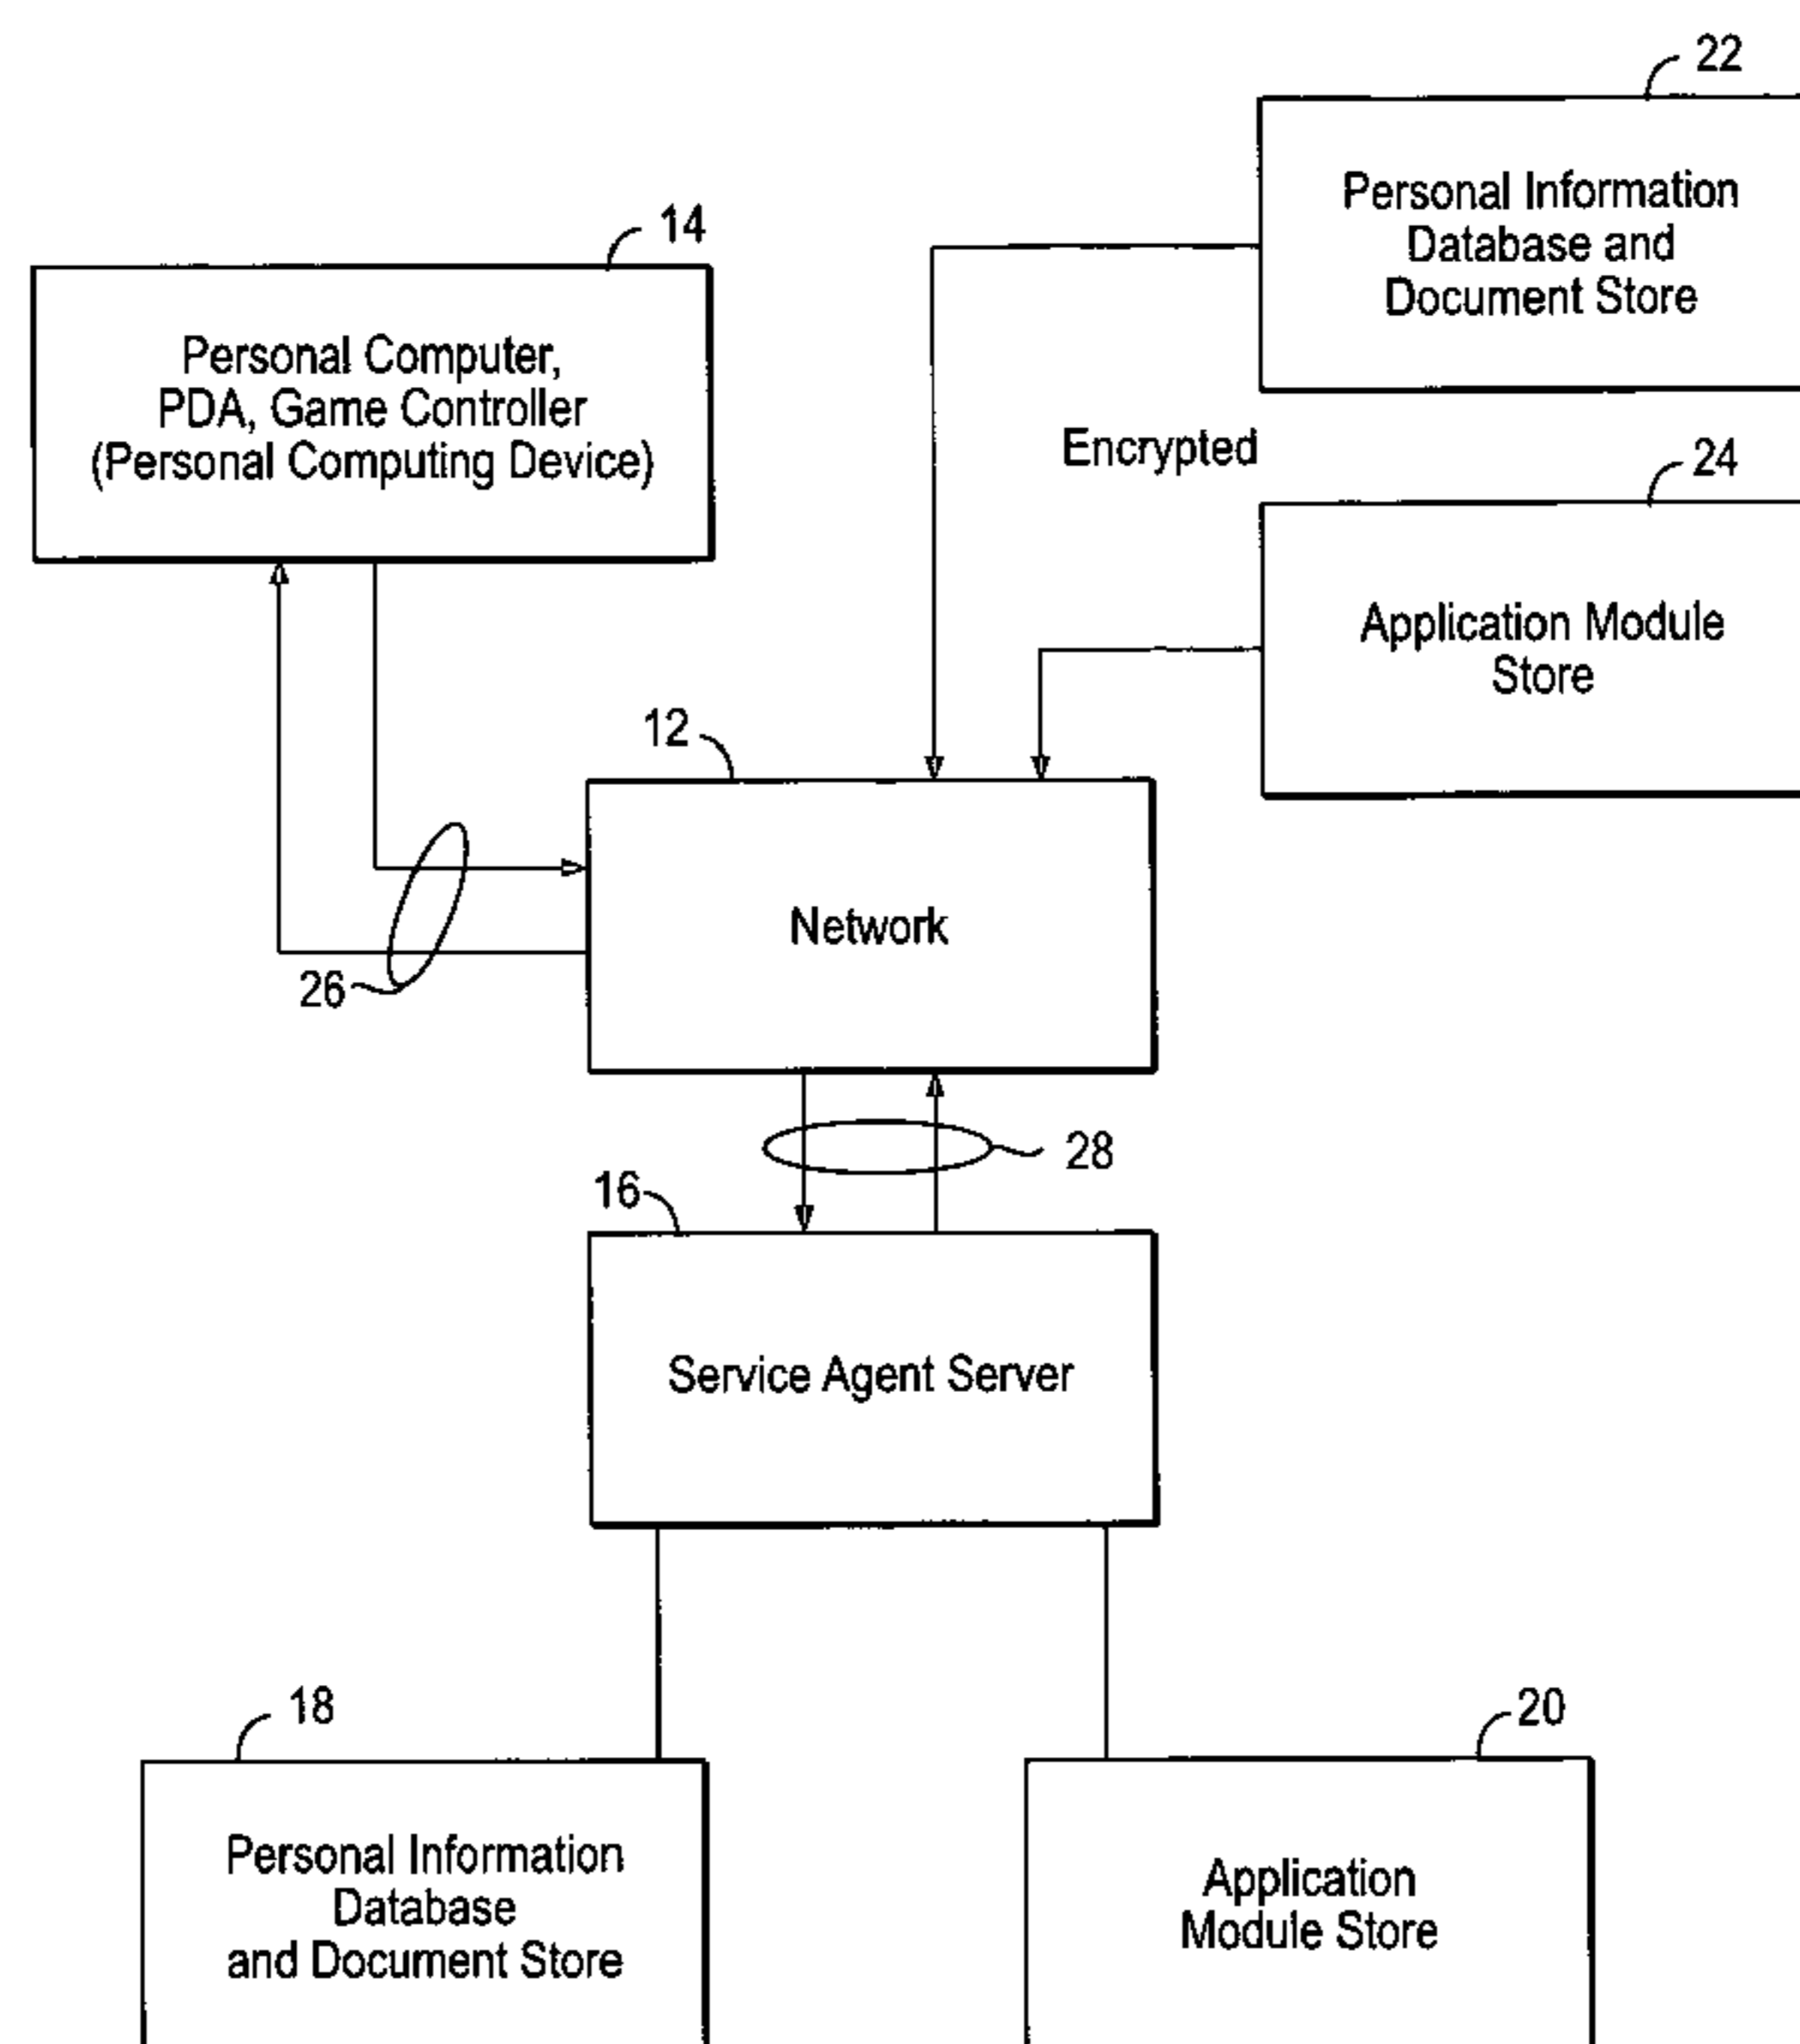 22
Personal Information
Database and
Document Store
14
Personal Computer,
PDA, Game Controller
(Personal Computing Device)
Encrypted
24
Application Module
Store
12
Network
26
28
16
Service Agent Server
18
Personal Information
Database
and Document Store
20
Application
Module Store